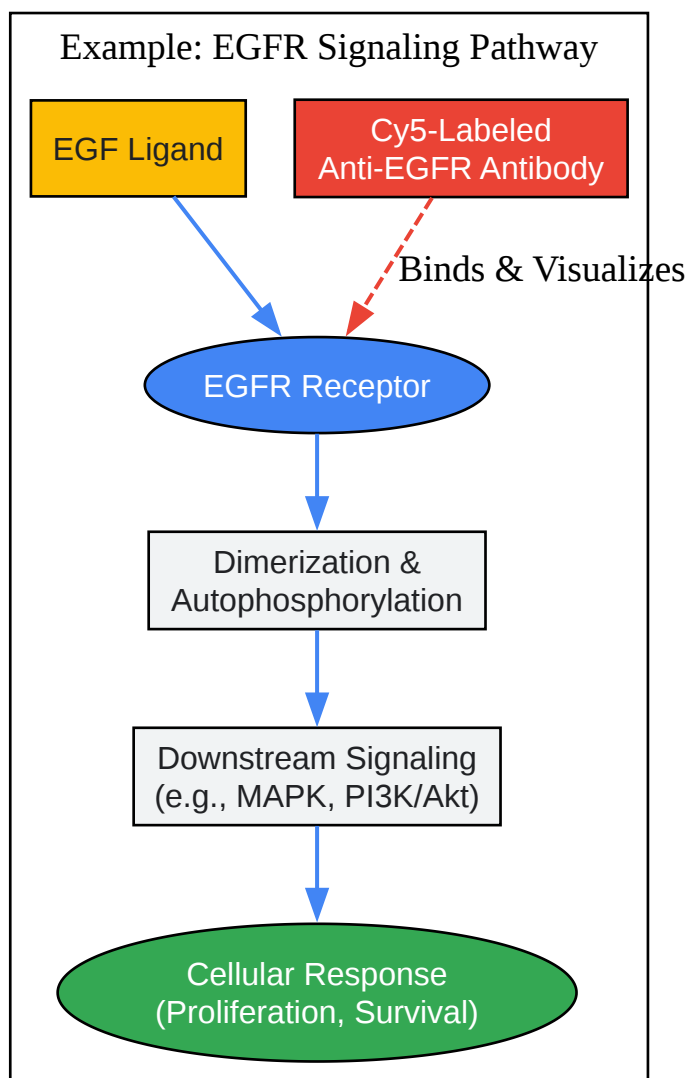 Example: EGFR Signaling Pathway
EGF Ligand
Cy5-Labeled
Anti-EGFR Antibody
Binds & Visualizes
EGFR Receptor
Dimerization &
Autophosphorylation
Downstream Signaling
(e.g., MAPK, PI3K/Akt)
Cellular Response
(Proliferation, Survival)